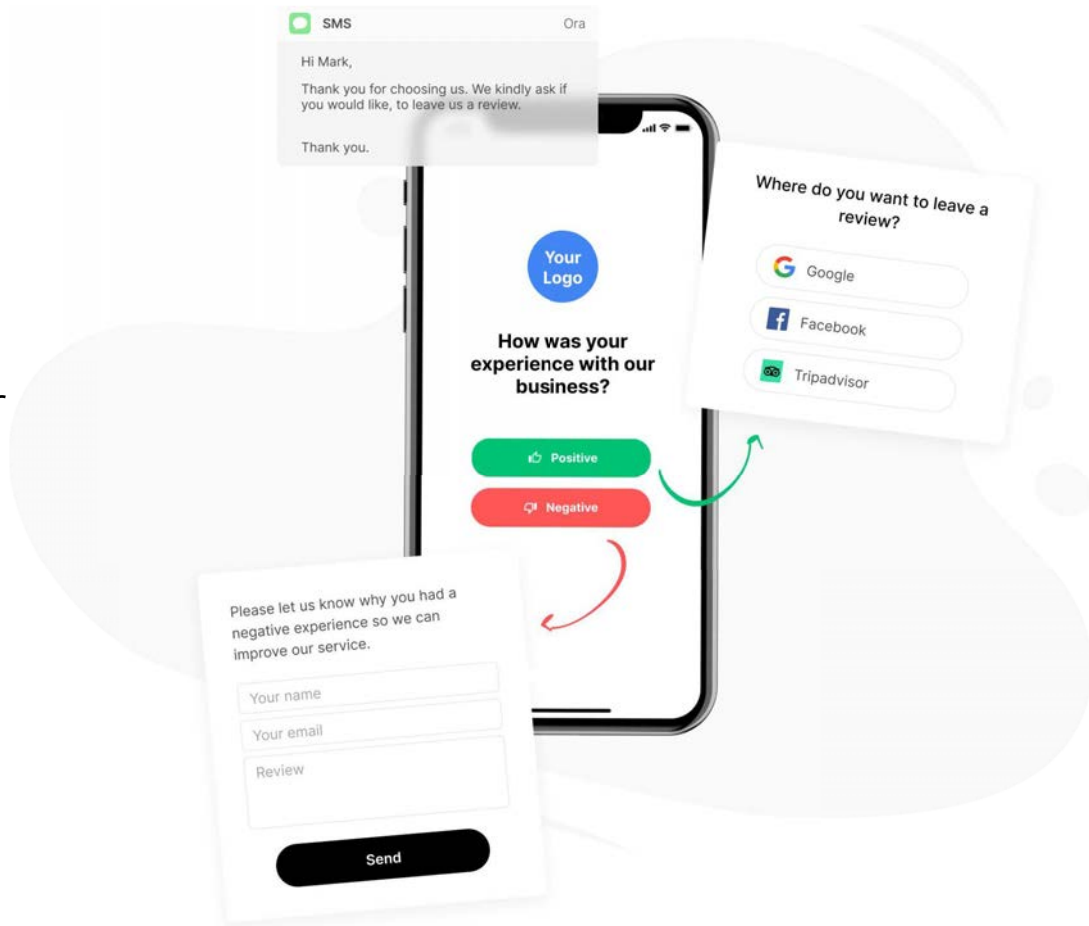 SMS
Ora
Hi Mark,
Thank you for choosing us. We kindly ask if
you would like, to leave us a review.
Thank you.
Your
Logo
How was your
experience with our
business?
Positive
Negative
Where do you want to leave a
review?
Google
Facebook
Tripadvisor
Please let us know why you had a
negative experience so we can
improve our service.
Your name
Your email
Review
Send